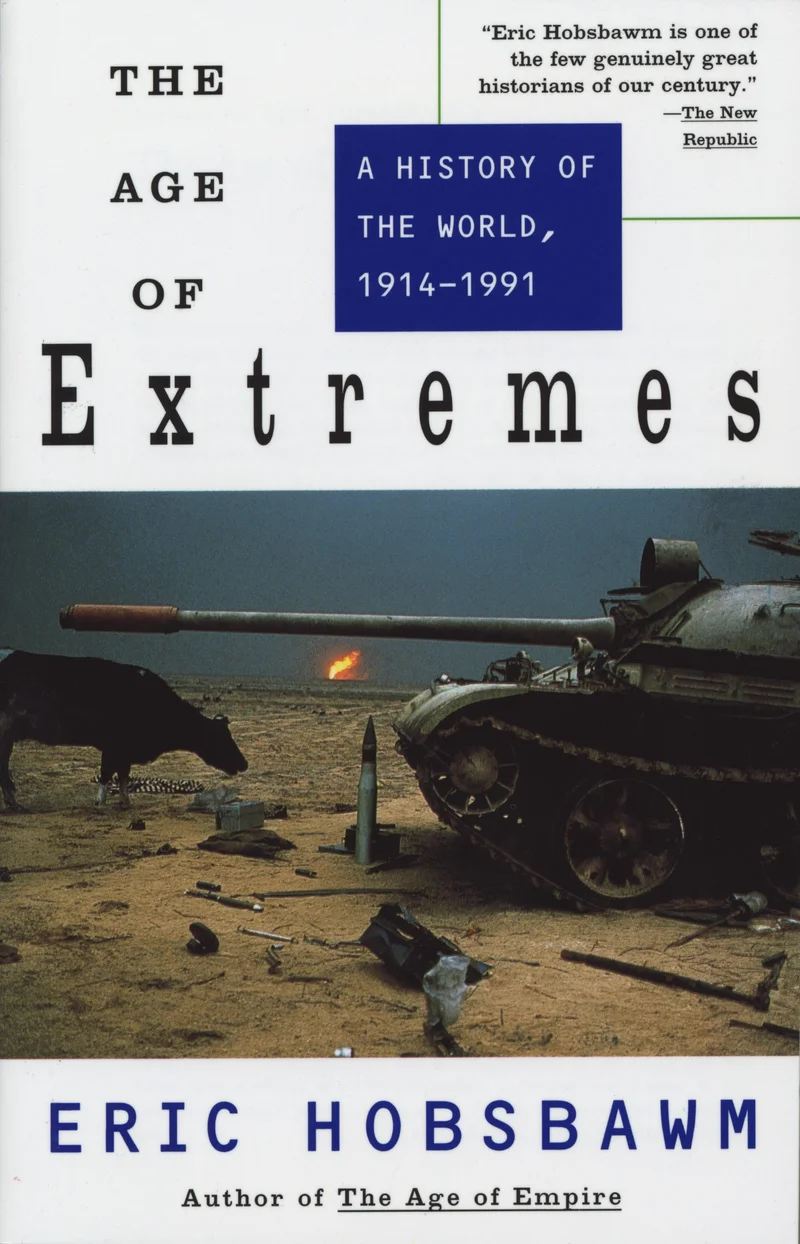 THE
AGE
OF
Extremes
A HISTORY OF
THE WORLD,
1914–1991
“Eric Hobsbawm is one of
the few genuinely great
historians of our century.”
—The New
Republic
ERIC HOBSBAWM
Author of The Age of Empire